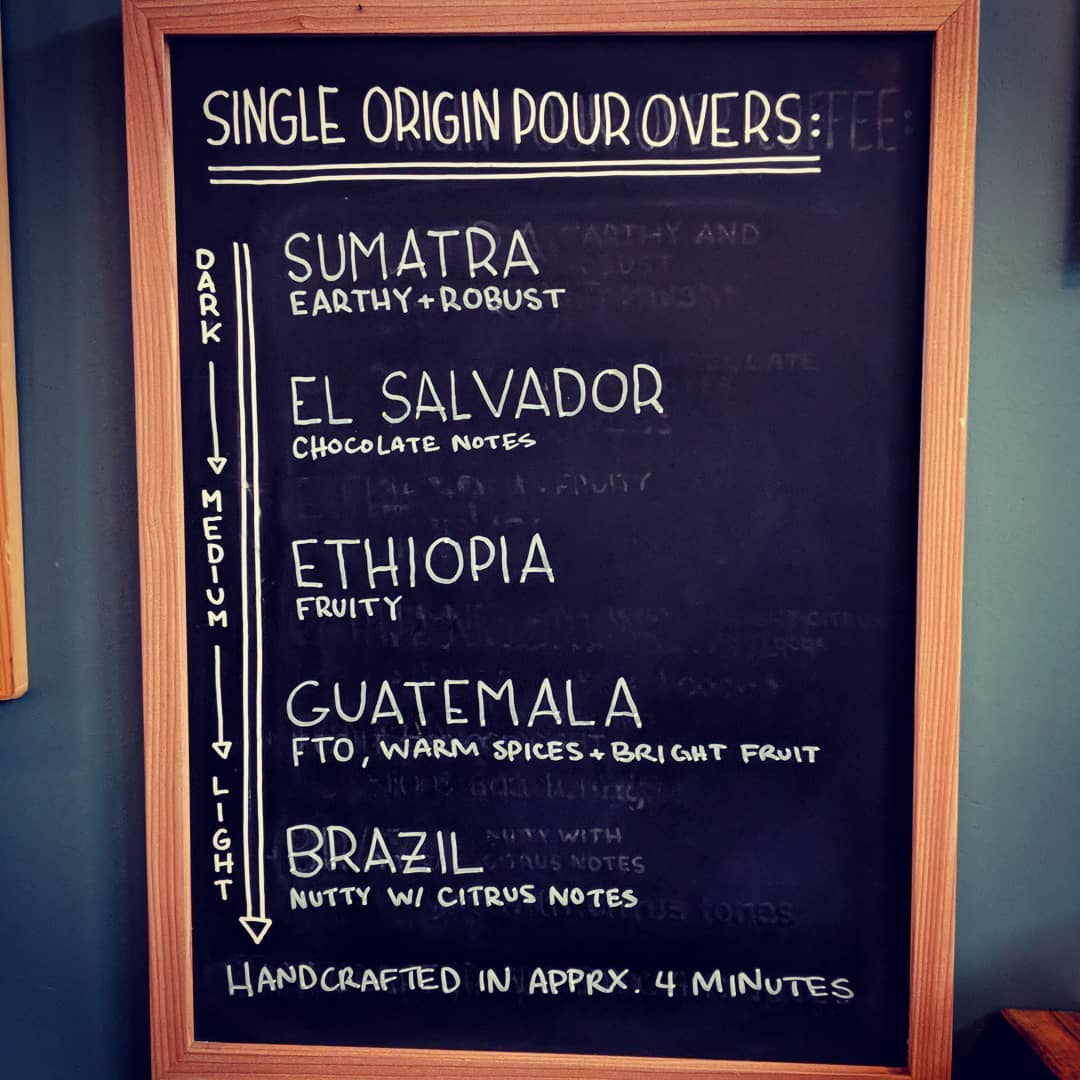 SINGLE ORIGIN POUR OVERS:
DARK
MEDIUM
LIGHT
SUMATRA
EARTHY + ROBUST
EL SALVADOR
CHOCOLATE NOTES
ETHIOPIA
FRUITY
GUATEMALA
FTO, WARM SPICES + BRIGHT FRUIT
BRAZIL
NUTTY W/ CITRUS NOTES
HANDCRAFTED IN APPRX. 4 MINUTES